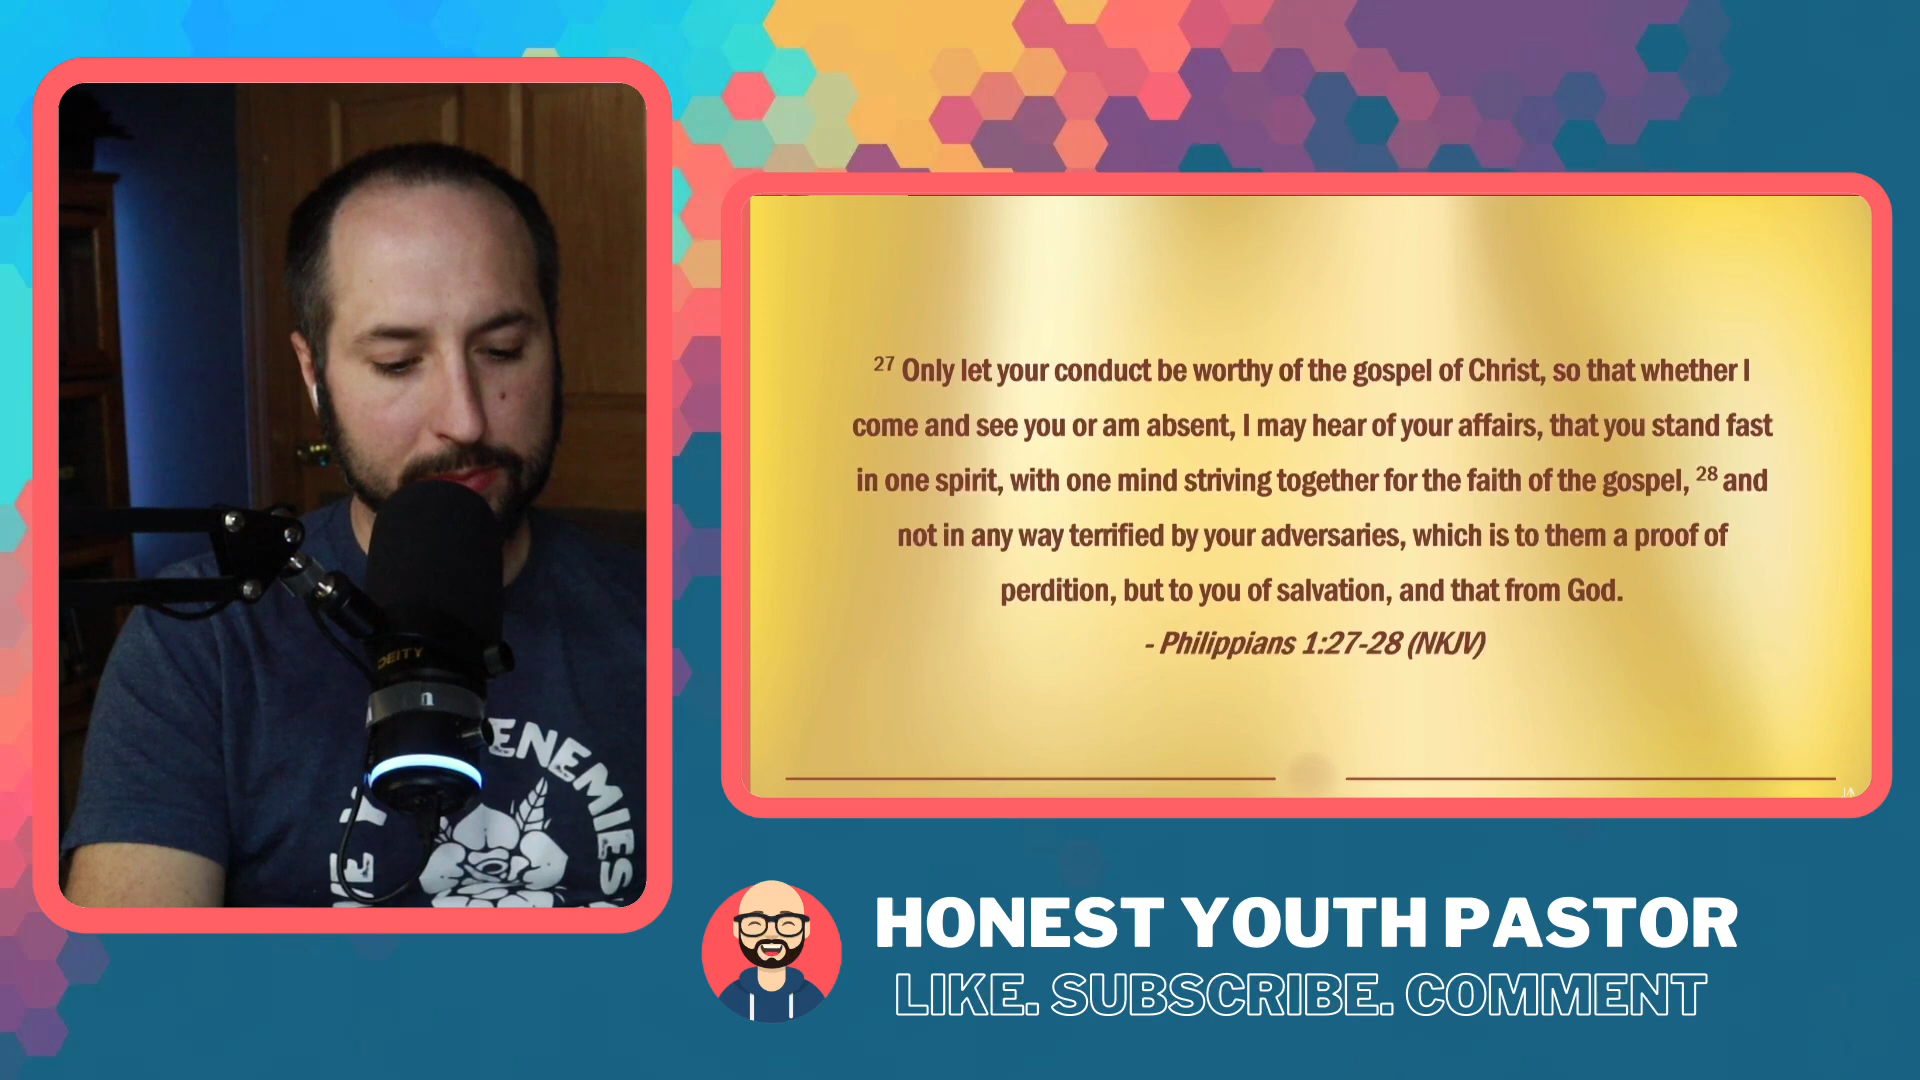 DEITY
ENEMIES
27 Only let your conduct be worthy of the gospel of Christ, so that whether I
come and see you or am absent, I may hear of your affairs, that you stand fast
in one spirit, with one mind striving together for the faith of the gospel, 28 and
not in any way terrified by your adversaries, which is to them a proof of
perdition, but to you of salvation, and that from God.
- Philippians 1:27-28 (NKJV)
HONEST YOUTH PASTOR
LIKE. SUBSCRIBE. COMMENT